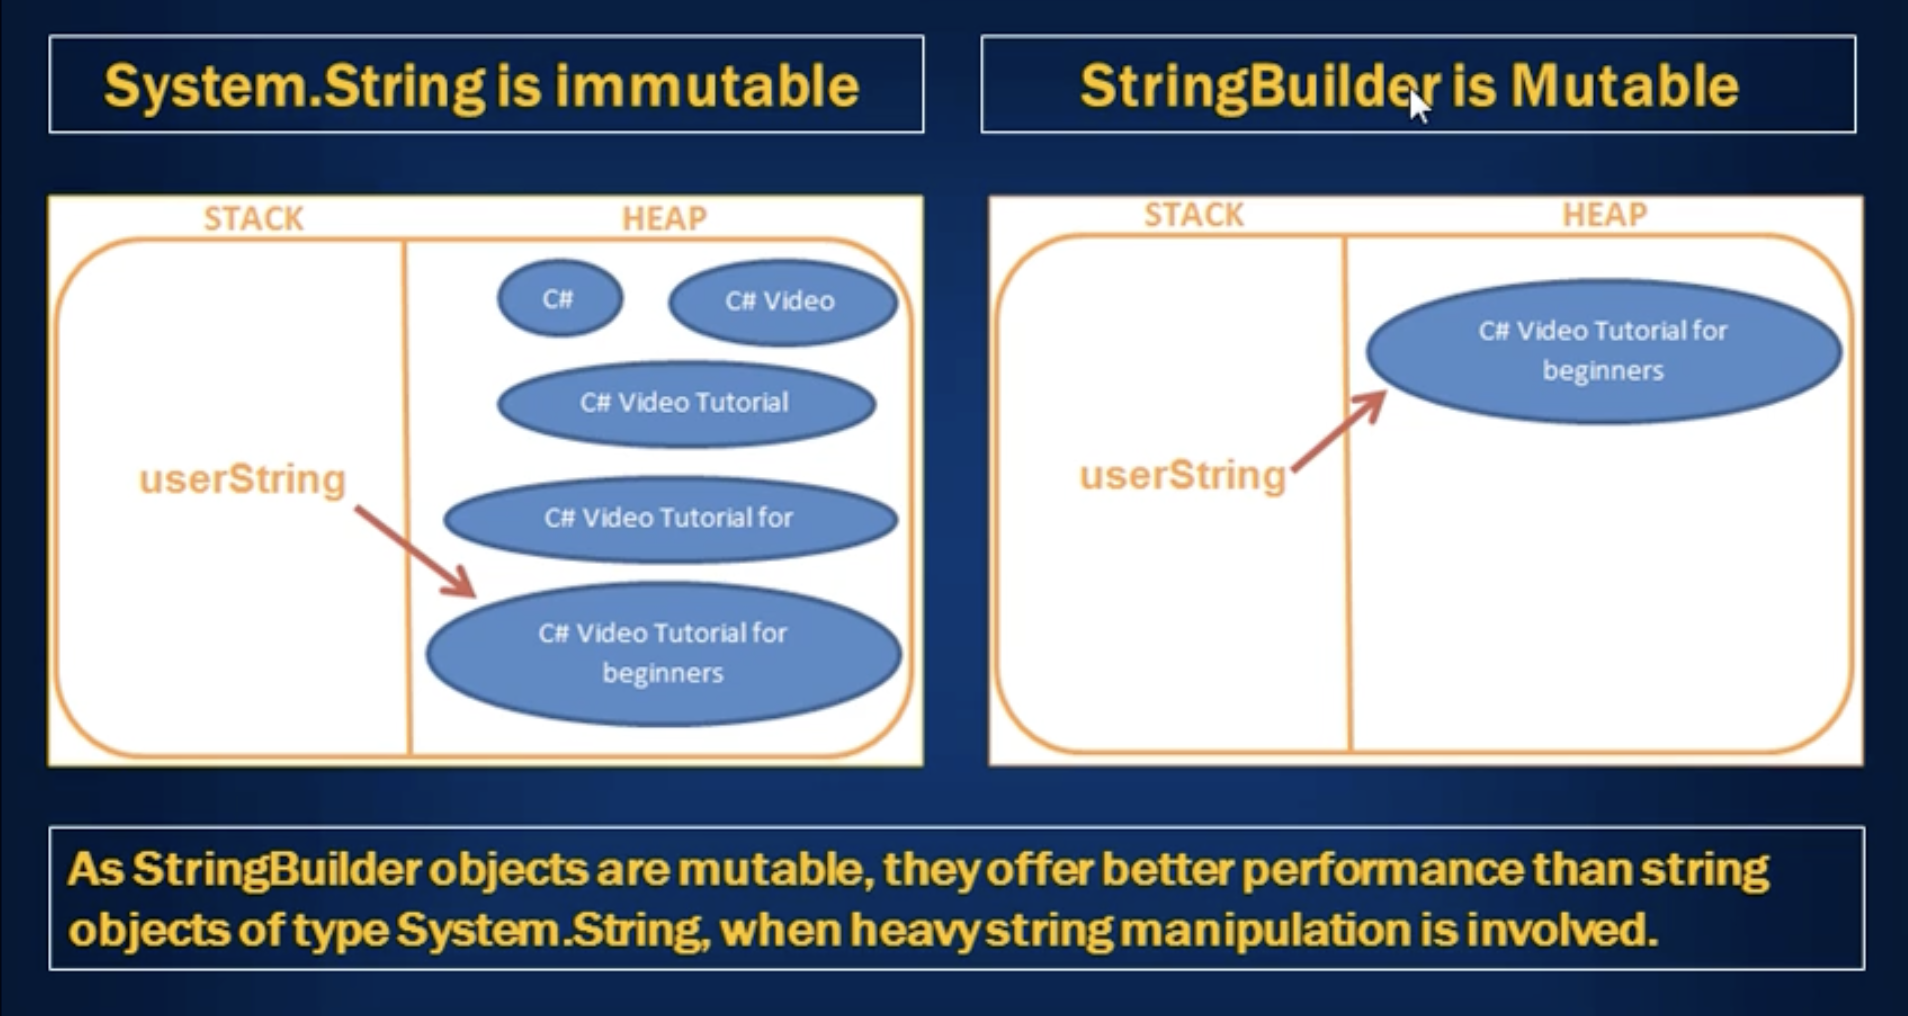 System.String is immutable
StringBuilder is Mutable
STACK
HEAP
C#
C# Video
C# Video Tutorial
userString
C# Video Tutorial for
C# Video Tutorial for
beginners
STACK
HEAP
C# Video Tutorial for
beginners
userString
As StringBuilder objects are mutable, they offer better performance than string
objects of type System.String, when heavy string manipulation is involved.